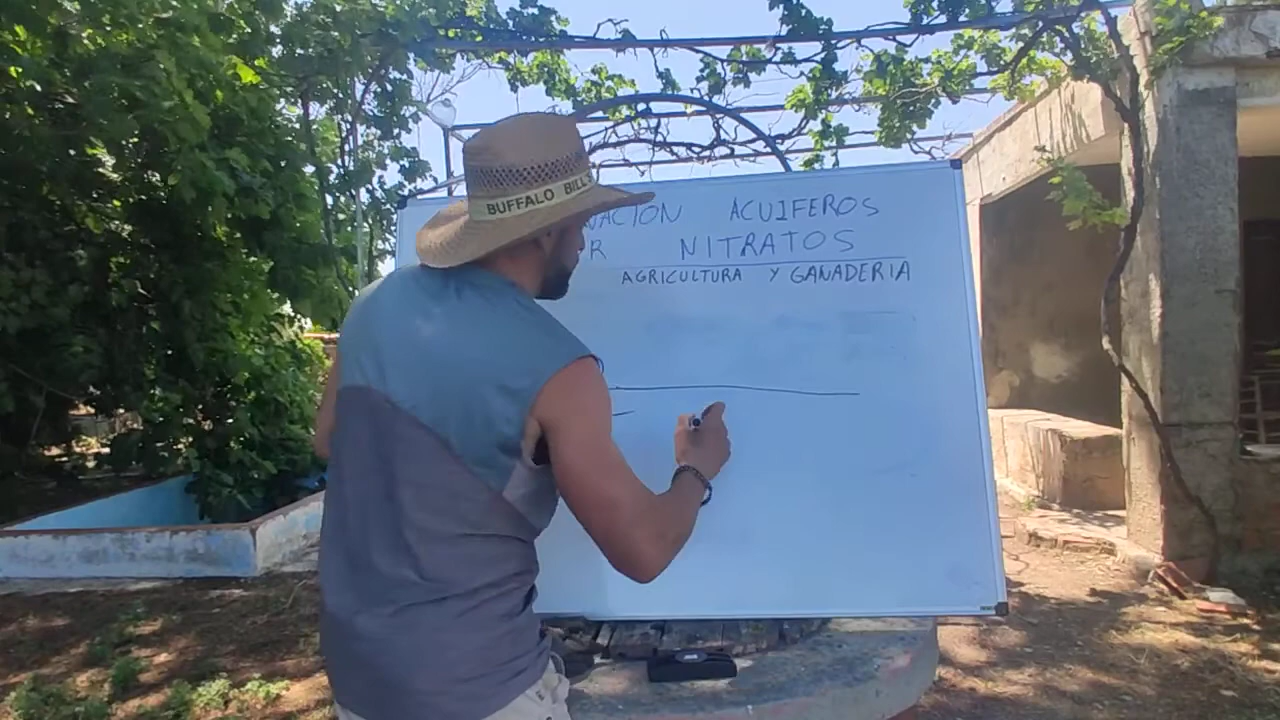 BUFFALO BILL'S
NACION ACUIFEROS
R NITRATOS
AGRICULTURA Y GANADERIA